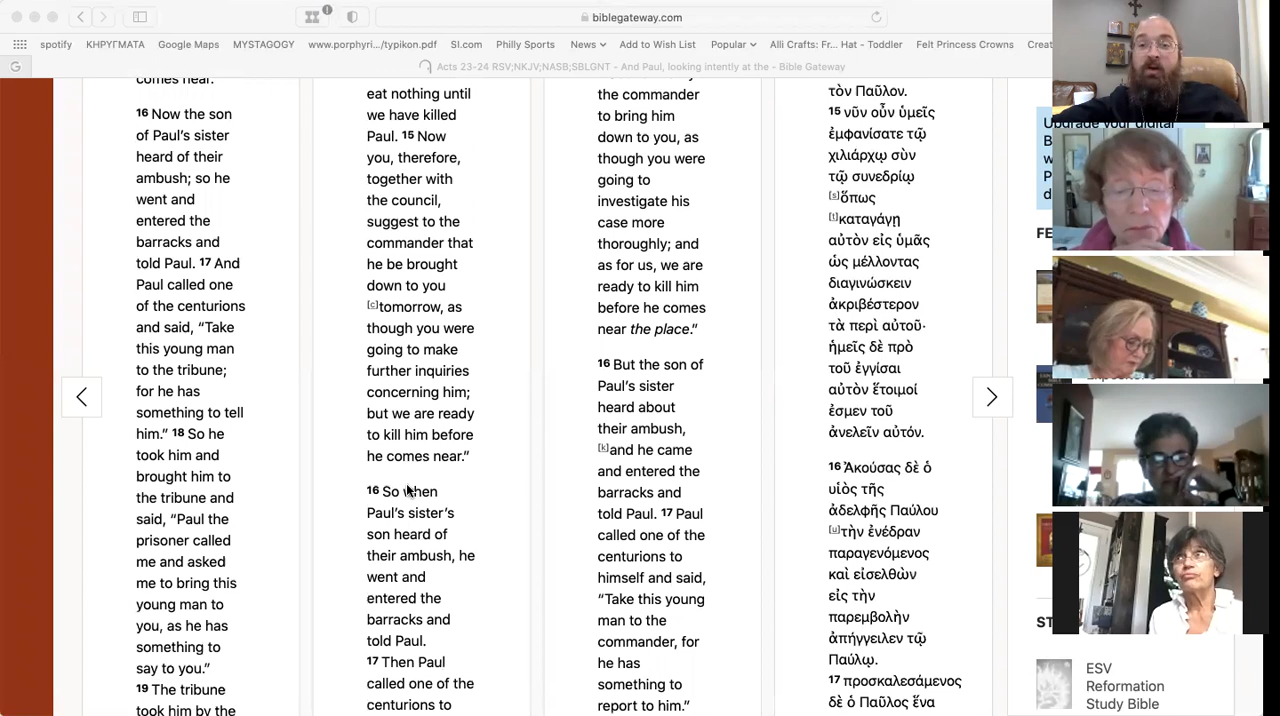 biblegateway.com
spotify
ΚΗΡΥΓΜΑΤΑ
Google Maps
MYSTAGOGY
www.porphyri.../typikon.pdf
SI.com
Philly Sports
News
Add to Wish List
Popular
Alli Crafts: Fr... Hat - Toddler
Felt Princess Crowns
Acts 23-24 RSV;NKJV;NASB;SBLGNT - And Paul, looking intently at the - Bible Gateway
comes near.”
16 Now the son
of Paul’s sister
heard of their
ambush; so he
went and
entered the
barracks and
told Paul. 17 And
Paul called one
of the centurions
and said, “Take
this young man
to the tribune;
for he has
something to tell
him.” 18 So he
took him and
brought him to
the tribune and
said, “Paul the
prisoner called
me and asked
me to bring this
young man to
you, as he has
something to
say to you.”
19 The tribune
took him by the
eat nothing until
we have killed
Paul. 15 Now
you, therefore,
together with
the council,
suggest to the
commander that
he be brought
down to you
[c]tomorrow, as
though you were
going to make
further inquiries
concerning him;
but we are ready
to kill him before
he comes near.”
16 So when
Paul’s sister’s
son heard of
their ambush, he
went and
entered the
barracks and
told Paul.
17 Then Paul
called one of the
centurions to
the commander
to bring him
down to you, as
though you were
going to
investigate his
case more
thoroughly; and
as for us, we are
ready to kill him
before he comes
near the place.”
16 But the son of
Paul’s sister
heard about
their ambush,
[k]and he came
and entered the
barracks and
told Paul. 17 Paul
called one of the
centurions to
himself and said,
“Take this young
man to the
commander, for
he has
something to
report to him.”
τὸν Παῦλον.
15 νῦν οὖν ὑμεῖς
ἐμφανίσατε τῷ
χιλιάρχῳ σὺν
τῷ συνεδρίῳ
[s]ὅπως
[t]καταγάγῃ
αὐτὸν εἰς ὑμᾶς
ὡς μέλλοντας
διαγινώσκειν
ἀκριβέστερον
τὰ περὶ αὐτοῦ·
ἡμεῖς δὲ πρὸ
τοῦ ἐγγίσαι
αὐτὸν ἕτοιμοί
ἐσμεν τοῦ
ἀνελεῖν αὐτόν.
16 Ἀκούσας δὲ ὁ
υἱὸς τῆς
ἀδελφῆς Παύλου
[u]τὴν ἐνέδραν
παραγενόμενος
καὶ εἰσελθὼν
εἰς τὴν
παρεμβολὴν
ἀπήγγειλεν τῷ
Παύλῳ.
17 προσκαλεσάμενος
δὲ ὁ Παῦλος ἕνα
Upgrade your digital
ESV
Reformation
Study Bible